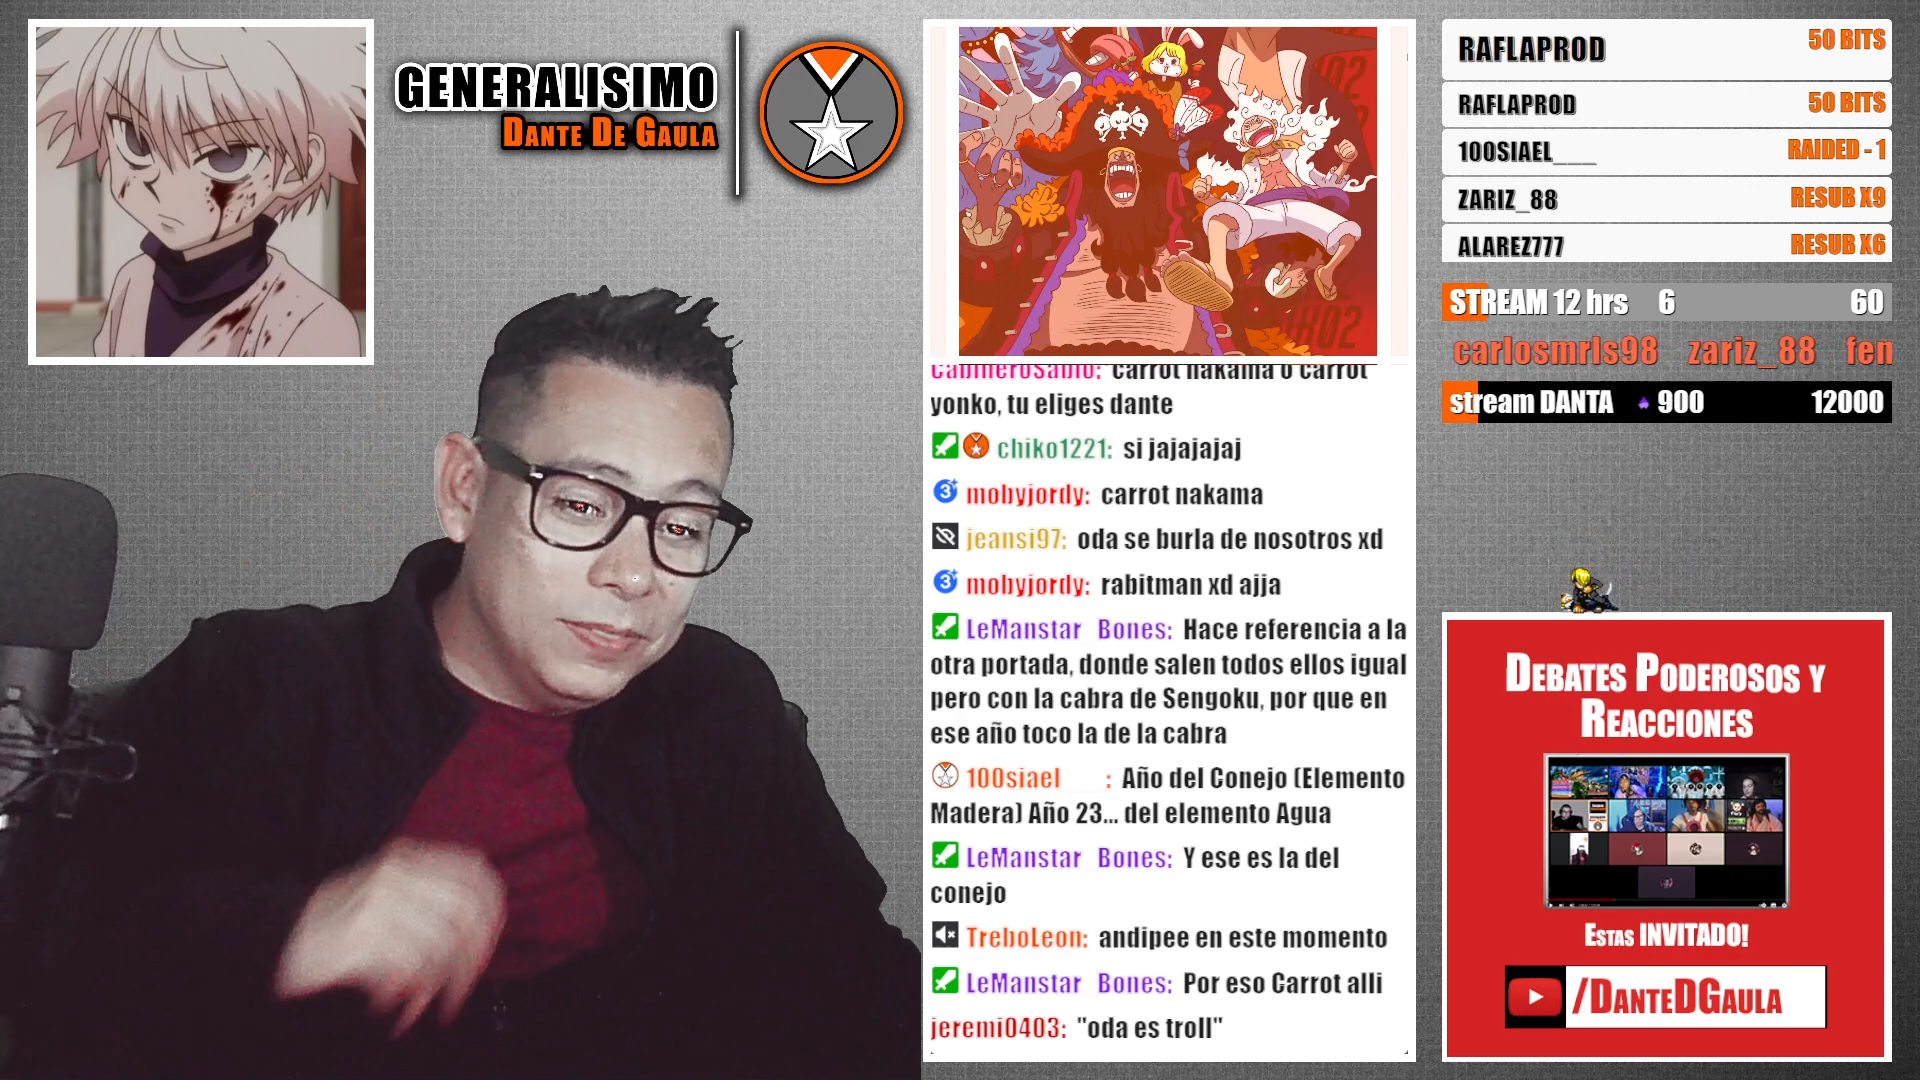 GENERALISIMO
DANTE DE GAULA
CabineroSabio: carrot nakama o carrot
yonko, tu eliges dante
chiko1221: si jajajajaj
mobyjordy: carrot nakama
jeansi97: oda se burla de nosotros xd
mobyjordy: rabitman xd ajja
LeManstar_Bones: Hace referencia a la
otra portada, donde salen todos ellos igual
pero con la cabra de Sengoku, por que en
ese año toco la de la cabra
100siael___: Año del Conejo (Elemento
Madera) Año 23... del elemento Agua
LeManstar_Bones: Y ese es la del
conejo
TreboLeon: andipee en este momento
LeManstar_Bones: Por eso Carrot alli
jeremi0403: "oda es troll"
RAFLAPROD 50 BITS
RAFLAPROD 50 BITS
100SIAEL___ RAIDED - 1
ZARIZ_88 RESUB X9
ALAREZ777 RESUB X6
STREAM 12 hrs 6 60
carlosmrls98 zariz_88 fen
stream DANTA 900 12000
DEBATES PODEROSOS Y
REACCIONES
ESTAS INVITADO!
/DANTEDGAULA